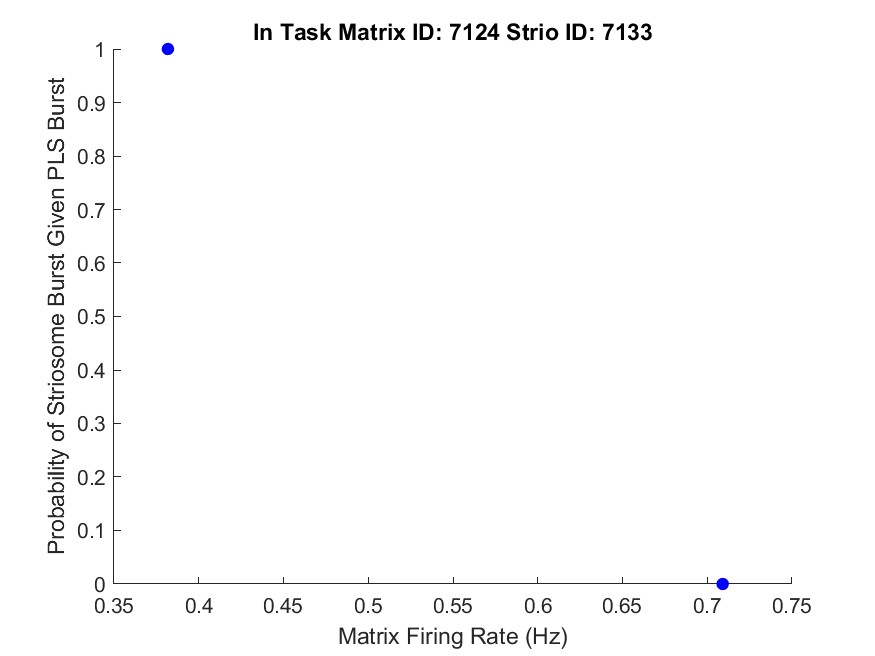 In Task Matrix ID: 7124 Strio ID: 7133
Probability of Striosome Burst Given PLS Burst
1
0.9
0.8
0.7
0.6
0.5
0.4
0.3
0.2
0.1
0
0.35 0.4 0.45 0.5 0.55 0.6 0.65 0.7 0.75
Matrix Firing Rate (Hz)